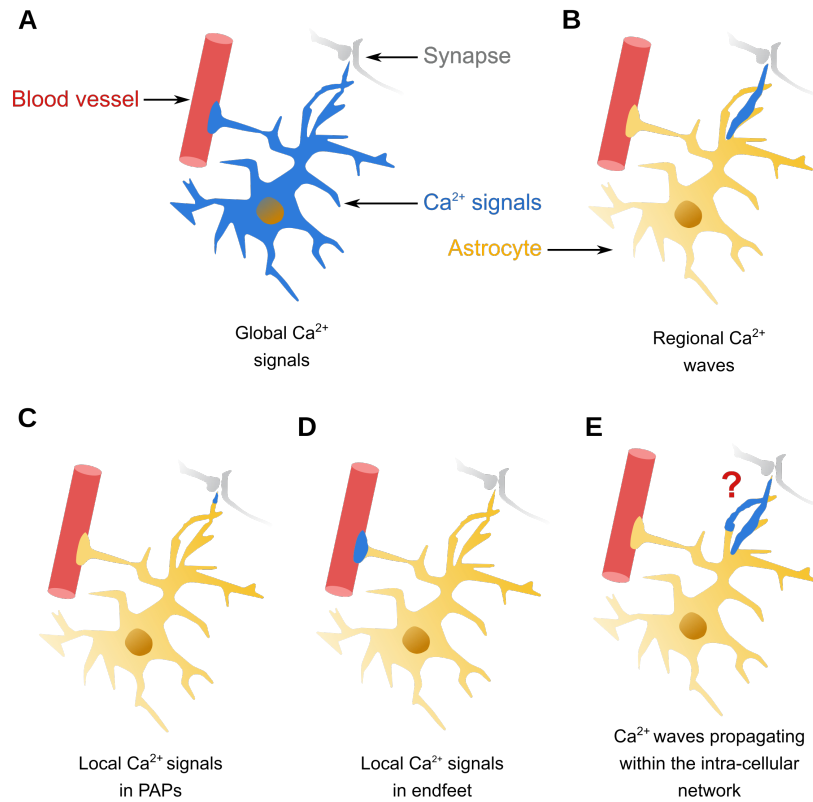 A
B
Synapse
Blood vessel
Ca²⁺ signals
Astrocyte
Global Ca²⁺
signals
Regional Ca²⁺
waves
C
D
E
?
Local Ca²⁺ signals
in PAPs
Local Ca²⁺ signals
in endfeet
Ca²⁺ waves propagating
within the intra-cellular
network